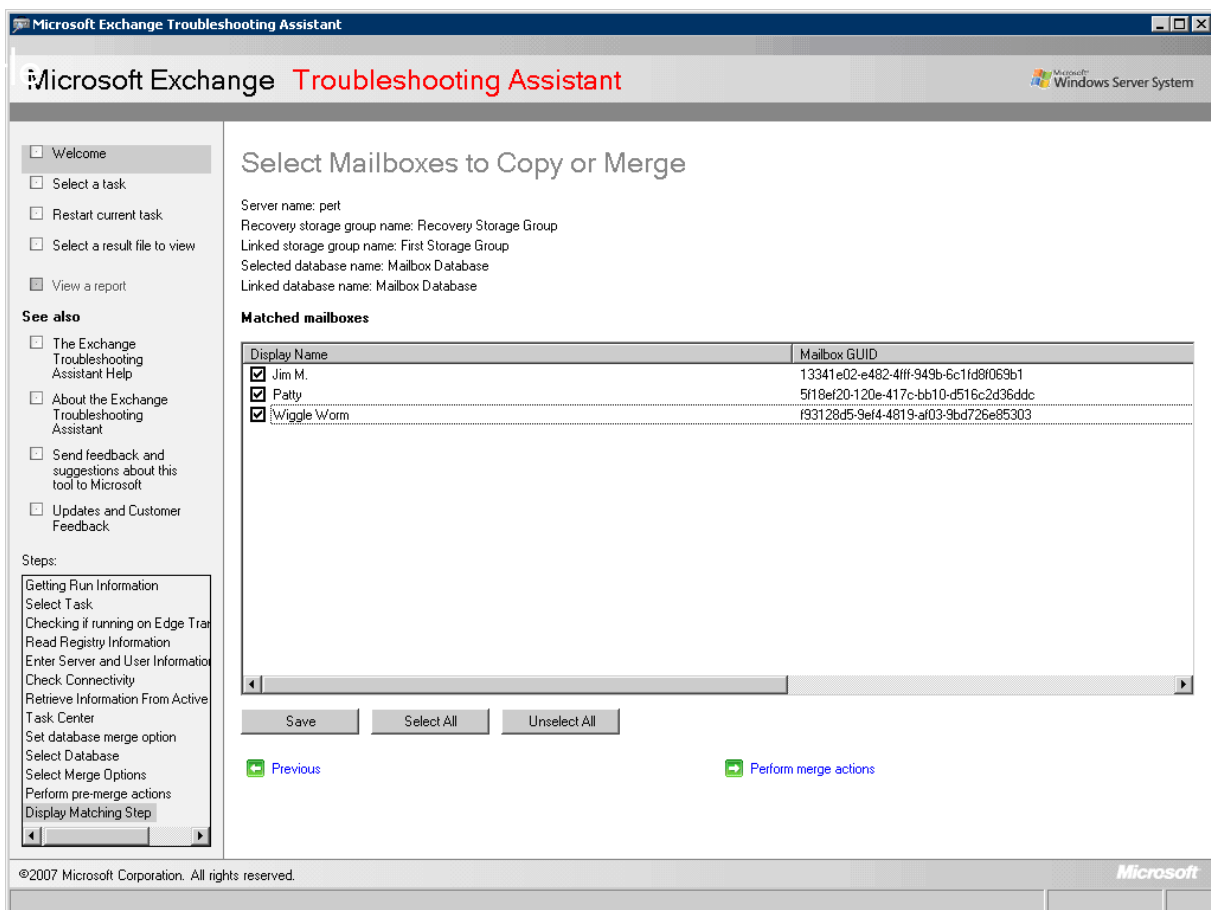 Microsoft Exchange Troubleshooting Assistant
Microsoft Exchange Troubleshooting Assistant
Microsoft
Windows Server System
Welcome
Select a task
Restart current task
Select a result file to view
View a report
See also
The Exchange
Troubleshooting
Assistant Help
About the Exchange
Troubleshooting
Assistant
Send feedback and
suggestions about this
tool to Microsoft
Updates and Customer
Feedback
Steps:
Getting Run Information
Select Task
Checking if running on Edge Tran
Read Registry Information
Enter Server and User Information
Check Connectivity
Retrieve Information From Active
Task Center
Set database merge option
Select Database
Select Merge Options
Perform pre-merge actions
Display Matching Step
Select Mailboxes to Copy or Merge
Server name: pert
Recovery storage group name: Recovery Storage Group
Linked storage group name: First Storage Group
Selected database name: Mailbox Database
Linked database name: Mailbox Database
Matched mailboxes
Display Name Mailbox GUID
Jim M. 13341e02-e482-4fff-949b-6c1fd8f069b1
Patty 5f18ef20-120e-417c-bb10-d516c2d36ddc
Wiggle Worm f93128d5-9ef4-4819-af03-9bd726e85303
Save Select All Unselect All
Previous Perform merge actions
©2007 Microsoft Corporation. All rights reserved.
Microsoft